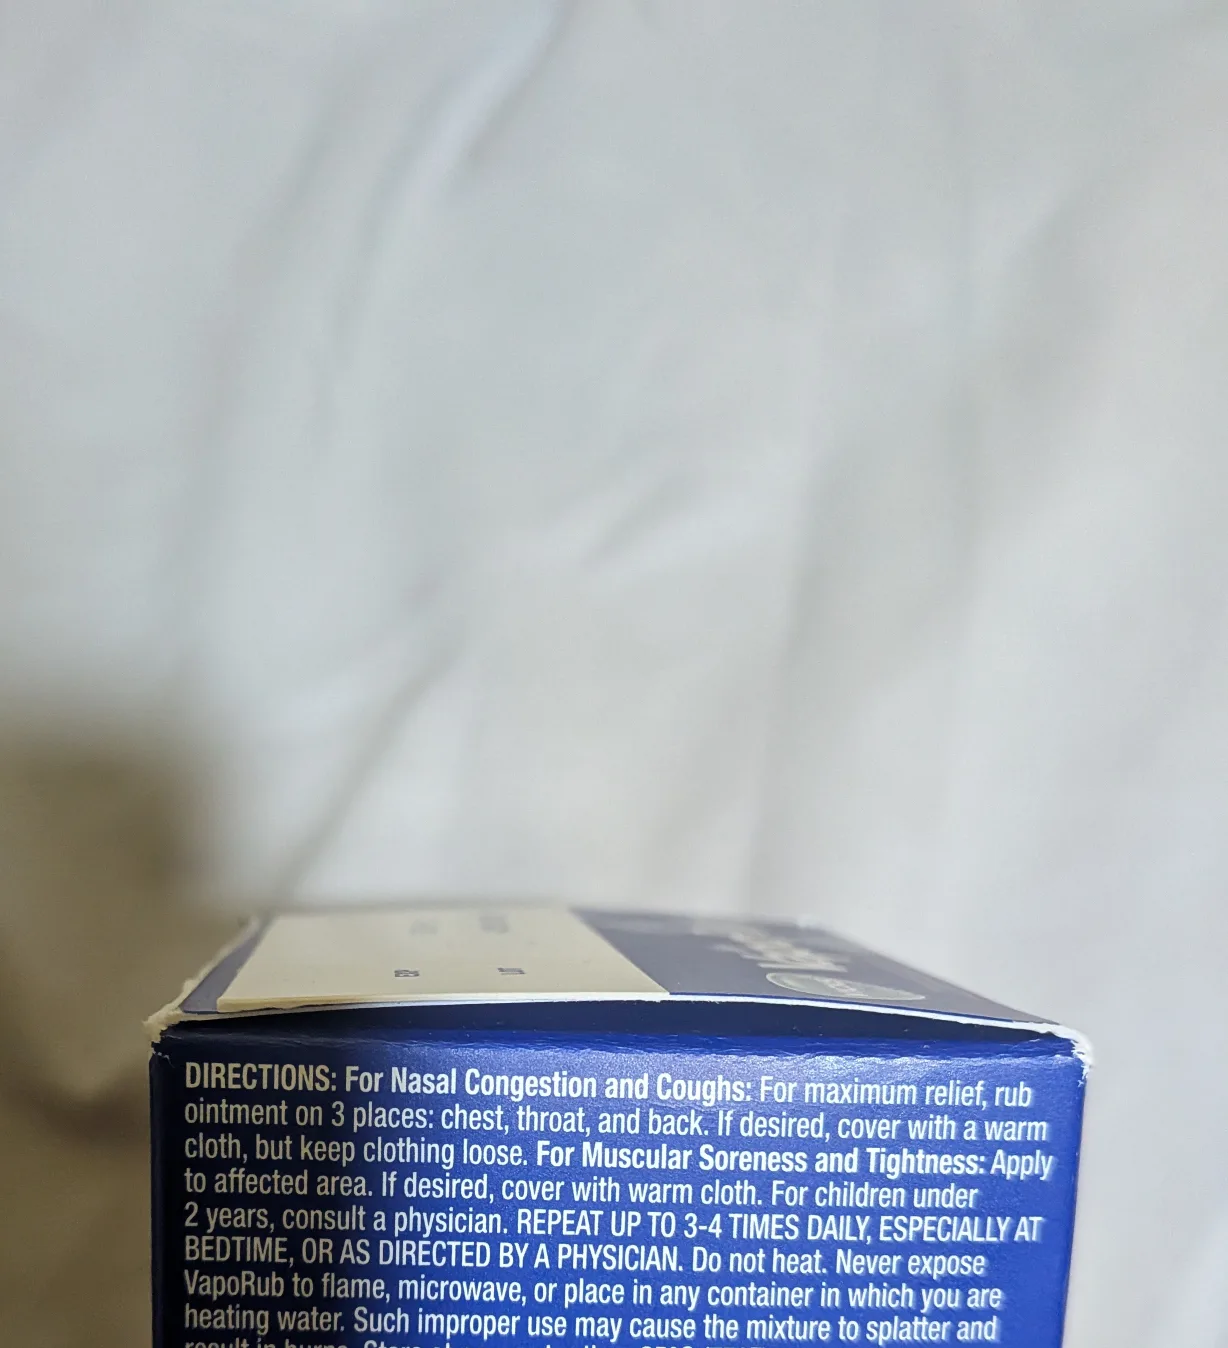 EXP
LOT
DIRECTIONS: For Nasal Congestion and Coughs: For maximum relief, rub
ointment on 3 places: chest, throat, and back. If desired, cover with a warm
cloth, but keep clothing loose. For Muscular Soreness and Tightness: Apply
to affected area. If desired, cover with warm cloth. For children under
2 years, consult a physician. REPEAT UP TO 3-4 TIMES DAILY, ESPECIALLY AT
BEDTIME, OR AS DIRECTED BY A PHYSICIAN. Do not heat. Never expose
VapoRub to flame, microwave, or place in any container in which you are
heating water. Such improper use may cause the mixture to splatter and
result in burns.